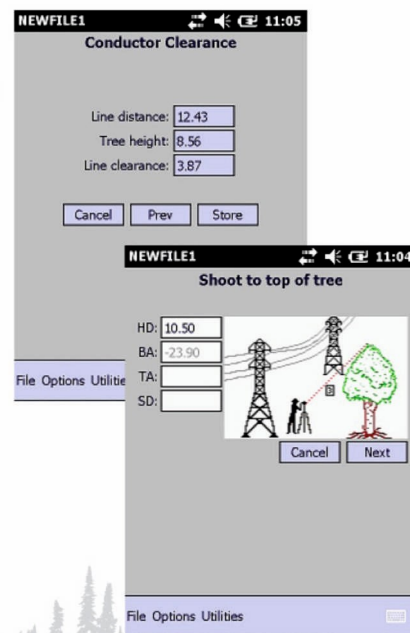 NEWFILE1 11:05
Conductor Clearance
Line distance: 12.43
Tree height: 8.56
Line clearance: 3.87
Cancel Prev Store
File Options Utilitie
NEWFILE1 11:04
Shoot to top of tree
HD: 10.50
BA: -23.90
TA:
SD:
3
Cancel Next
File Options Utilities